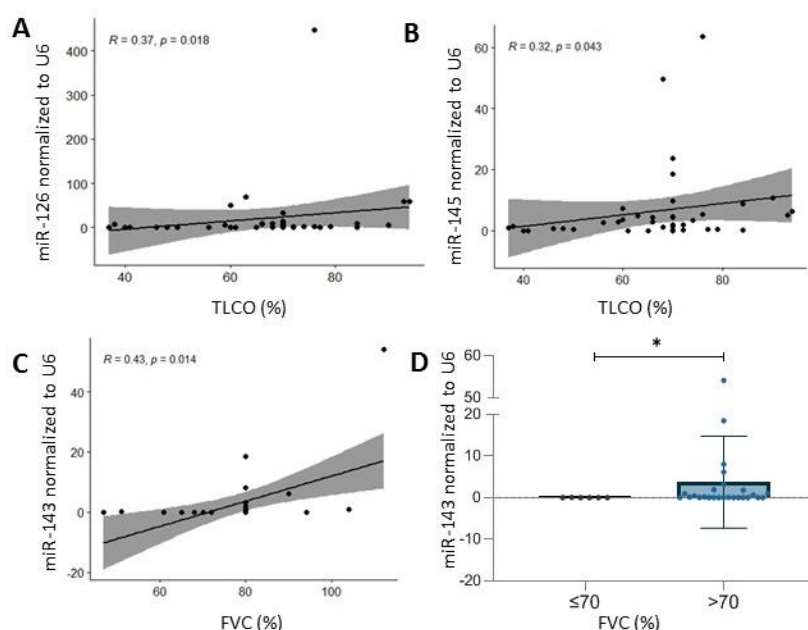 A
R = 0.37, p = 0.018
miR-126 normalized to U6
400
300
200
100
0
40
60
80
TLCO (%)
B
R = 0.32, p = 0.043
miR-145 normalized to U6
60
40
20
0
40
60
80
TLCO (%)
C
R = 0.43, p = 0.014
miR-143 normalized to U6
40
20
0
-20
60
80
100
FVC (%)
D
*
miR-143 normalized to U6
60
50
20
10
0
-10
-20
≤70
>70
FVC (%)